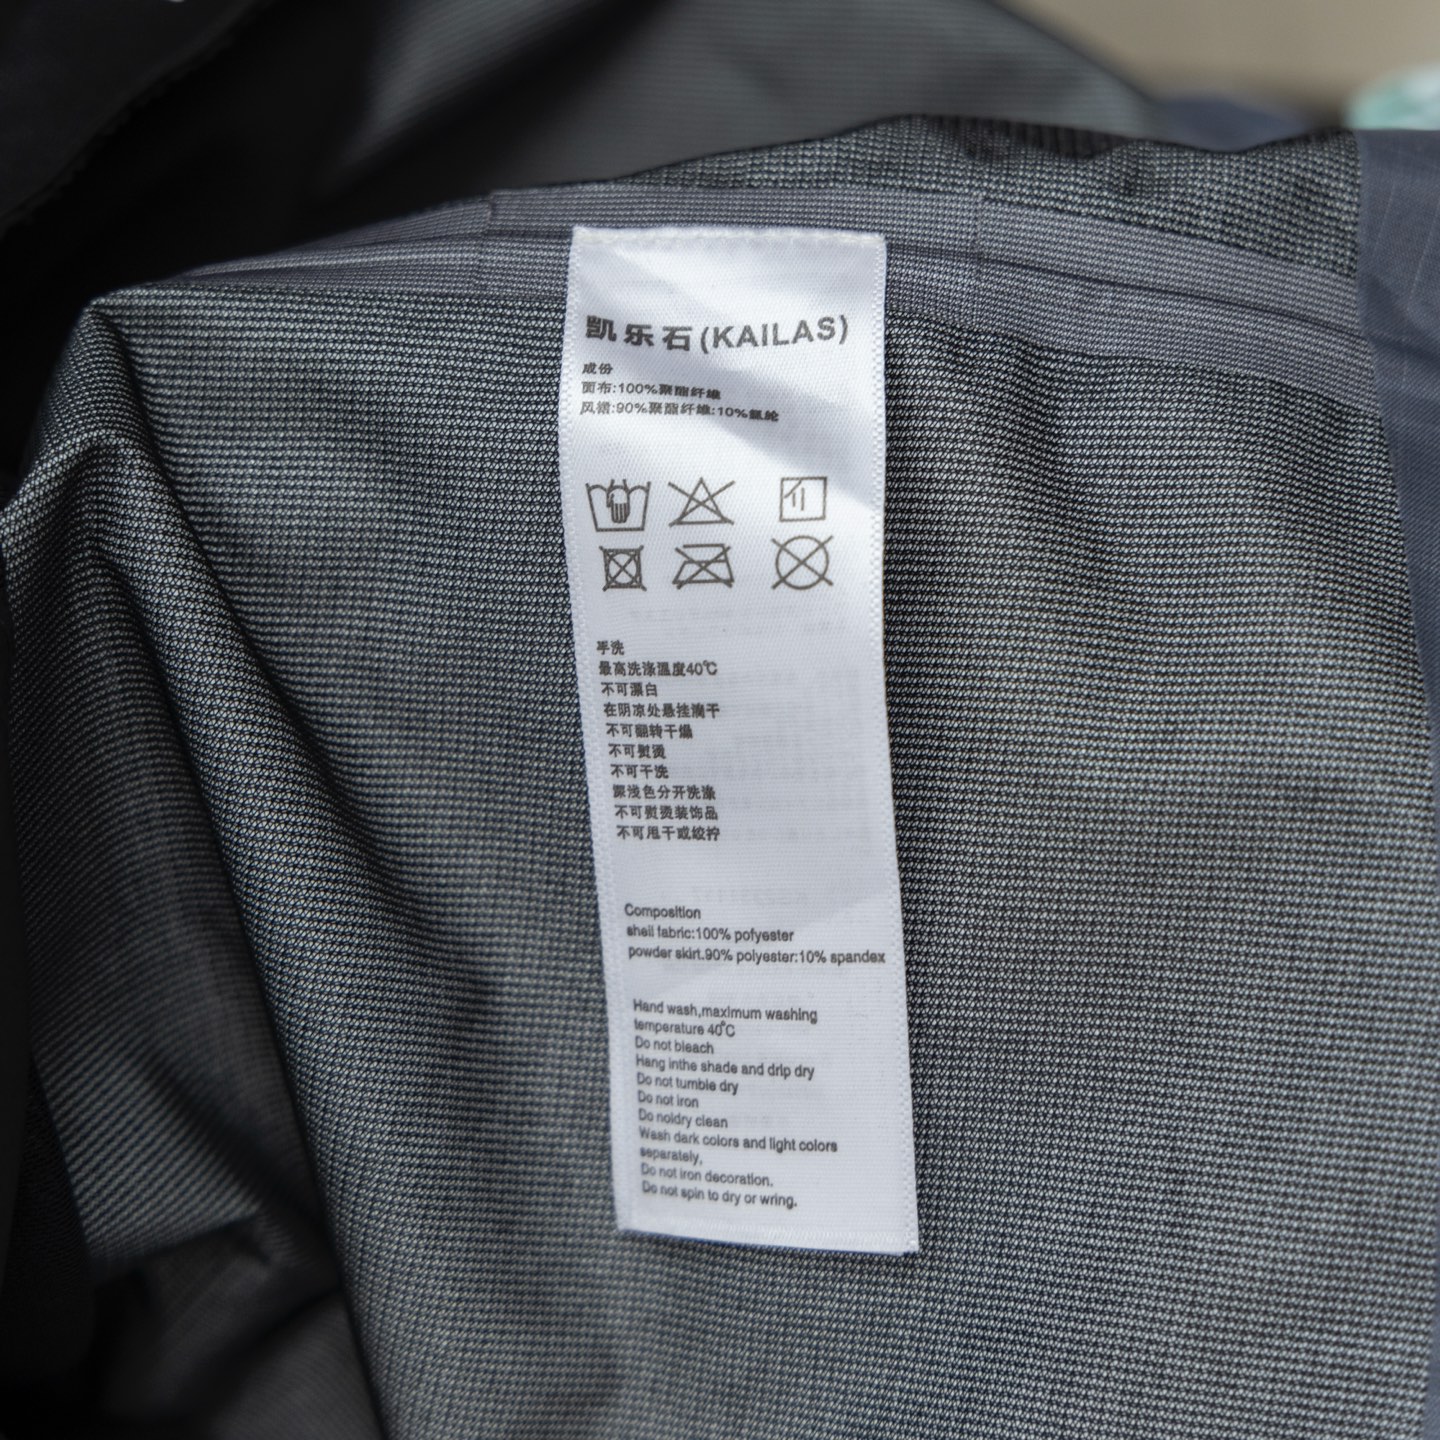 凯乐石(KAILAS)
成份
面布:100%聚酯纤维
风裙:90%聚酯纤维:10%氨纶
手洗
最高洗涤温度40℃
不可漂白
在阴凉处悬挂滴干
不可翻转干燥
不可熨烫
不可干洗
深浅色分开洗涤
不可熨烫装饰品
不可甩干或绞拧
Composition
shell fabric:100% polyester
powder skirt.90% polyester:10% spandex
Hand wash,maximum washing
temperature 40℃
Do not bleach
Hang inthe shade and drip dry
Do not tumble dry
Do not iron
Do noldry clean
Wash dark colors and light colors
separately,
Do not iron decoration.
Do not spin to dry or wring.